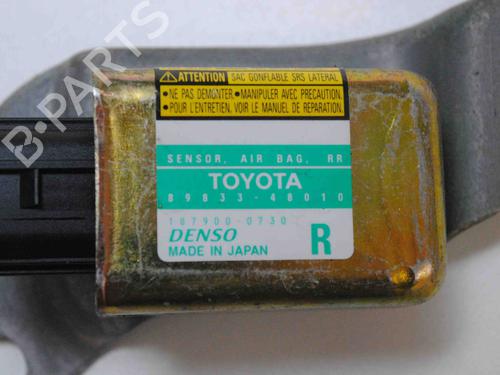 B-PARTS
ATTENTION SAC GONFLABLE SRS LATERAL
•NE PAS DEMONTER •MANIPULER AVEC PRECAUTION.
•POUR L'ENTRETIEN, VOIR LE MANUEL DE REPARATION.
SENSOR, AIR BAG, RR
TOYOTA
89833-48010
187900-0730
DENSO
MADE IN JAPAN
R